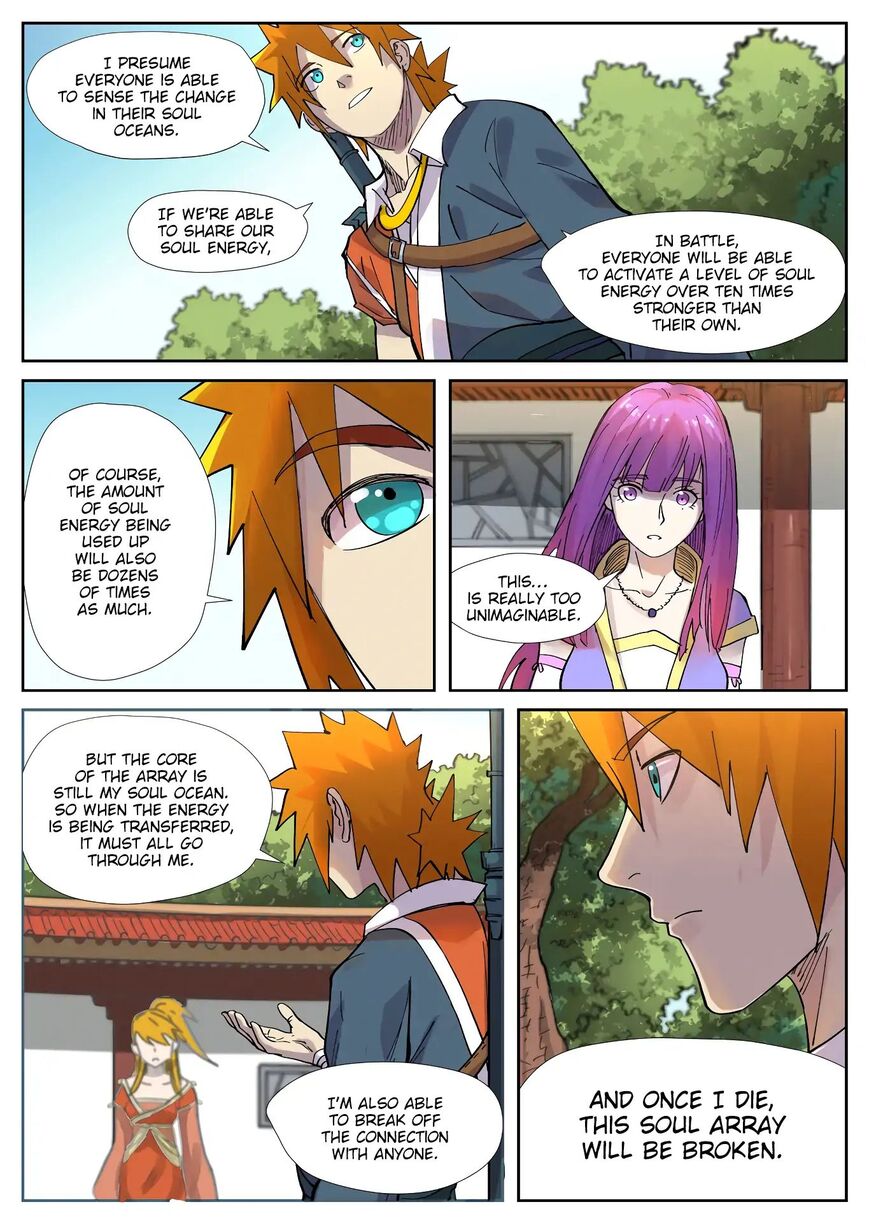 I PRESUME
EVERYONE IS ABLE
TO SENSE THE CHANGE
IN THEIR SOUL
OCEANS.
IF WE'RE ABLE
TO SHARE OUR
SOUL ENERGY,
IN BATTLE,
EVERYONE WILL BE ABLE
TO ACTIVATE A LEVEL OF SOUL
ENERGY OVER TEN TIMES
STRONGER THAN
THEIR OWN.
OF COURSE,
THE AMOUNT
OF SOUL
ENERGY BEING
USED UP
WILL ALSO
BE DOZENS
OF TIMES
AS MUCH.
THIS...
IS REALLY TOO
UNIMAGINABLE.
BUT THE CORE
OF THE ARRAY IS
STILL MY SOUL OCEAN.
SO WHEN THE ENERGY
IS BEING TRANSFERRED,
IT MUST ALL GO
THROUGH ME.
I'M ALSO ABLE
TO BREAK OFF
THE CONNECTION
WITH ANYONE.
AND ONCE I DIE,
THIS SOUL ARRAY
WILL BE BROKEN.